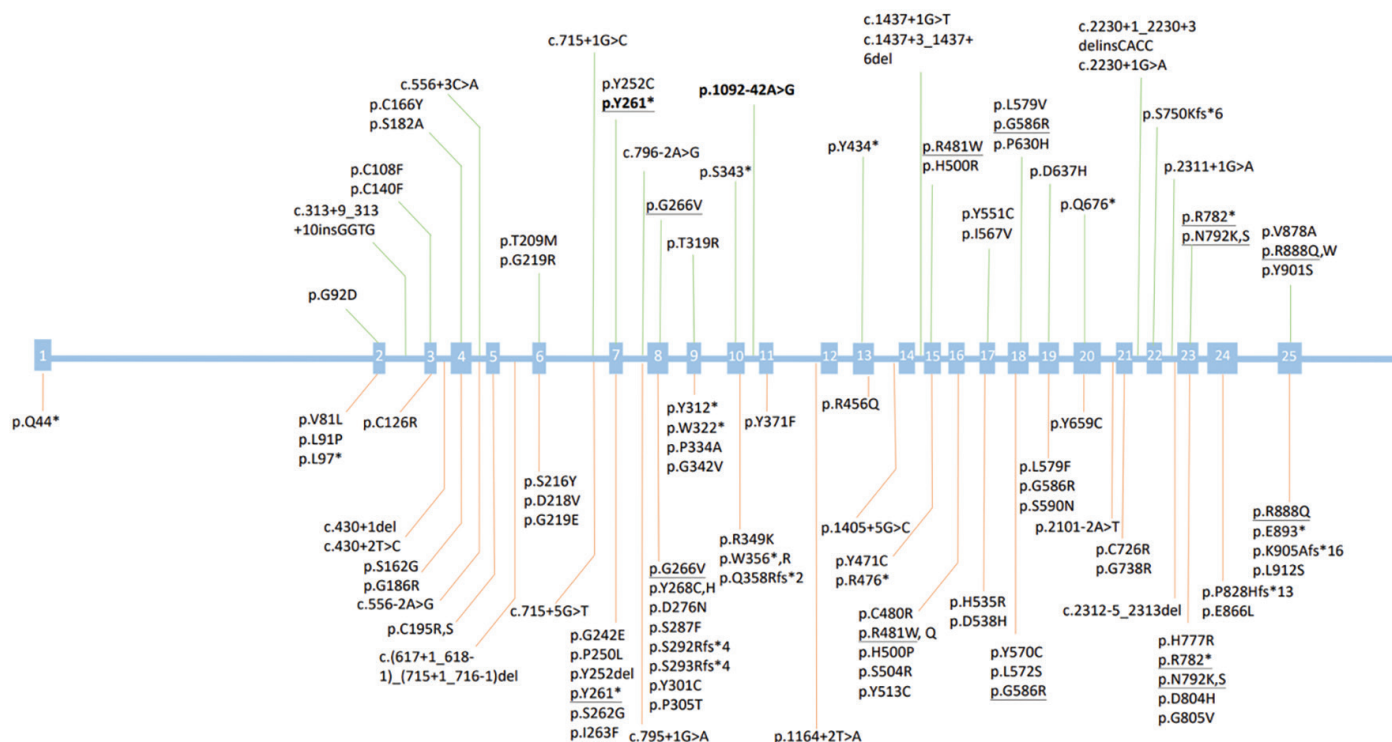 c.1437+1G>T
c.1437+3_1437+
6del
c.2230+1_2230+3
delinsCACC
c.2230+1G>A
c.715+1G>C
c.556+3C>A
p.Y252C
p.Y261*
p.1092-42A>G
p.C166Y
p.S182A
p.L579V
p.G586R
p.P630H
p.S750Kfs*6
c.796-2A>G
p.Y434*
p.R481W
p.H500R
p.C108F
p.C140F
p.S343*
p.D637H
p.2311+1G>A
c.313+9_313
+10insGGTG
p.G266V
p.Q676*
p.Y551C
p.I567V
p.R782*
p.N792K,S
p.T209M
p.G219R
p.T319R
p.V878A
p.R888Q,W
p.Y901S
p.G92D
1 2 3 4 5 6 7 8 9 10 11 12 13 14 15 16 17 18 19 20 21 22 23 24 25
p.Q44*
p.V81L
p.L91P
p.L97*
p.C126R
p.Y312*
p.W322*
p.P334A
p.G342V
p.Y371F
p.R456Q
p.Y659C
p.S216Y
p.D218V
p.G219E
p.L579F
p.G586R
p.S590N
c.430+1del
c.430+2T>C
p.1405+5G>C
p.2101-2A>T
p.R349K
p.W356*,R
p.Q358Rfs*2
p.R888Q
p.E893*
p.K905Afs*16
p.L912S
p.S162G
p.G186R
c.556-2A>G
p.C195R,S
p.Y471C
p.R476*
p.C726R
p.G738R
p.G266V
p.Y268C,H
p.D276N
p.S287F
p.S292Rfs*4
p.S293Rfs*4
p.Y301C
p.P305T
c.715+5G>T
p.C480R
p.R481W, Q
p.H500P
p.S504R
p.Y513C
p.H535R
p.D538H
c.2312-5_2313del
p.P828Hfs*13
p.E866L
c.(617+1_618-
1)_(715+1_716-1)del
p.G242E
p.P250L
p.Y252del
p.Y261*
p.S262G
p.I263F
p.Y570C
p.L572S
p.G586R
p.H777R
p.R782*
p.N792K,S
p.D804H
p.G805V
c.795+1G>A
p.1164+2T>A